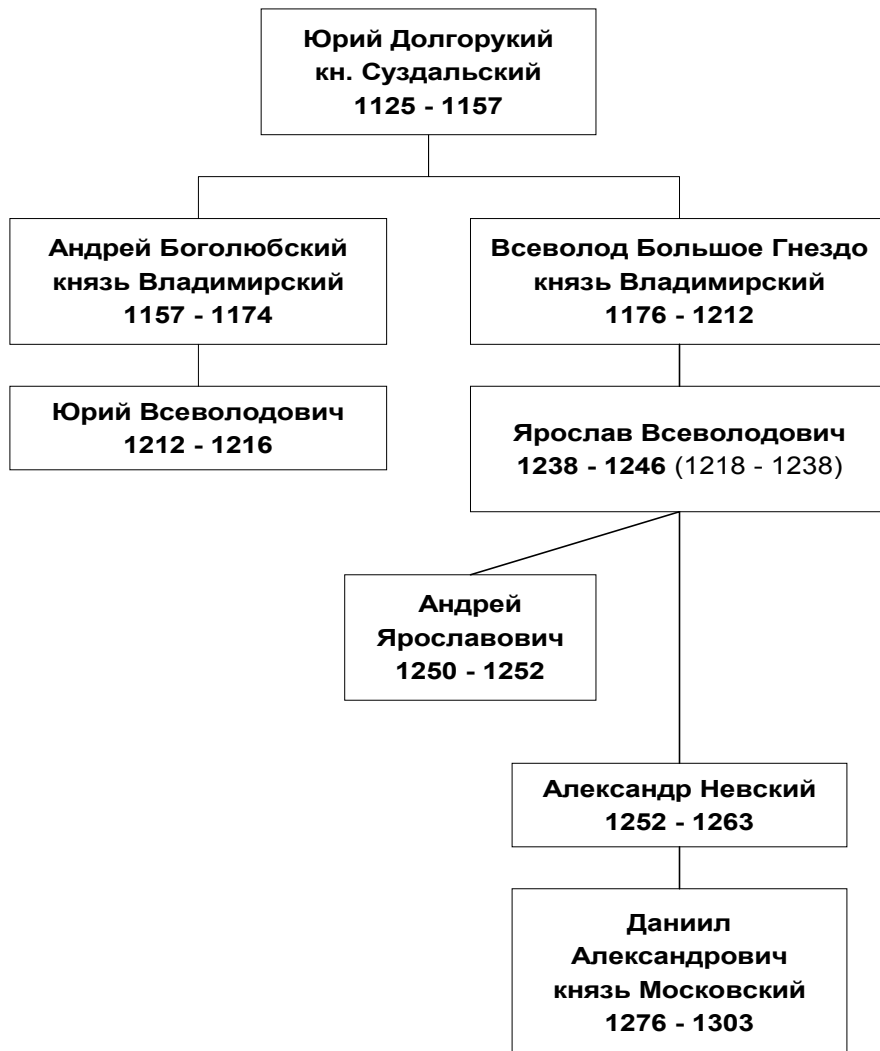 Юрий Долгорукий
кн. Суздальский
1125 - 1157
Андрей Боголюбский
князь Владимирский
1157 - 1174
Всеволод Большое Гнездо
князь Владимирский
1176 - 1212
Юрий Всеволодович
1212 - 1216
Ярослав Всеволодович
1238 - 1246 (1218 - 1238)
Андрей
Ярославович
1250 - 1252
Александр Невский
1252 - 1263
Даниил
Александрович
князь Московский
1276 - 1303